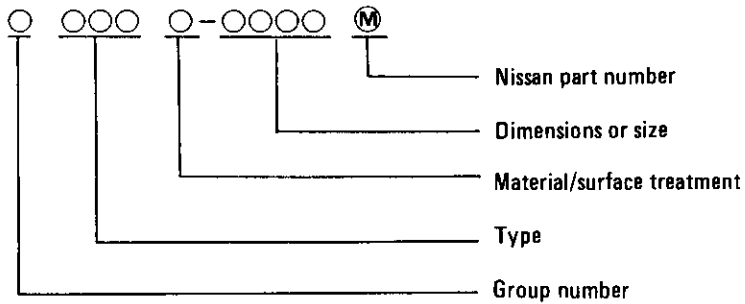 ○ ○○○ ○-○○○○ Ⓜ
Nissan part number
Dimensions or size
Material/surface treatment
Type
Group number